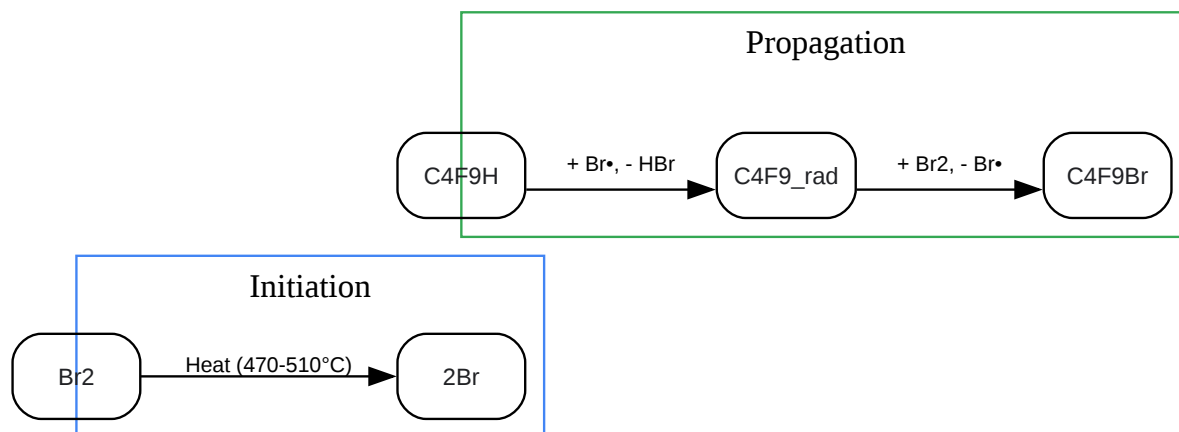 Propagation
C4F9H
+ Br•, - HBr
C4F9_rad
+ Br2, - Br•
C4F9Br
Initiation
Br2
Heat (470-510°C)
2Br